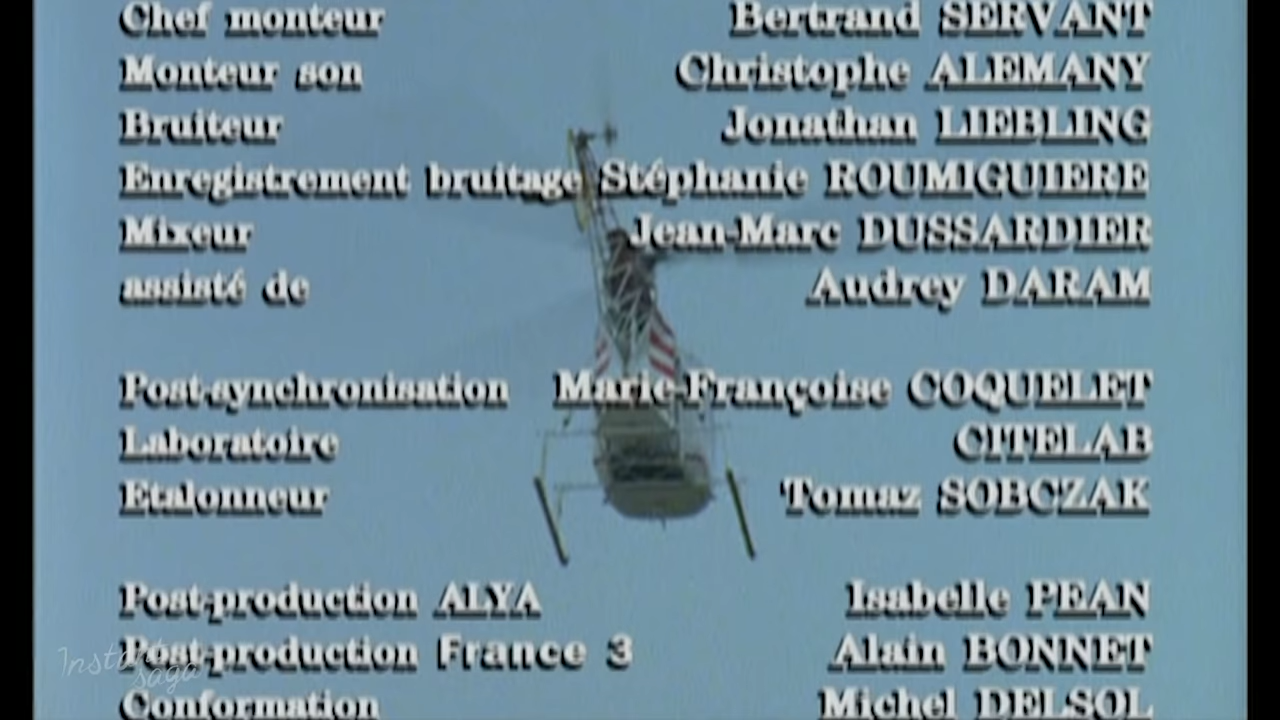 Chef monteur Bertrand SERVANT
Monteur son Christophe ALEMANY
Bruiteur Jonathan LIEBLING
Enregistrement bruitage Stéphanie ROUMIGUIERE
Mixeur Jean-Marc DUSSARDIER
assisté de Audrey DARAM
Post-synchronisation Marie-Françoise COQUELET
Laboratoire CITELAB
Etalonneur Tomaz SOBCZAK
Post-production ALYA Isabelle PEAN
Post-production France 3 Alain BONNET
Instant saga
Conformation Michel DELSOL